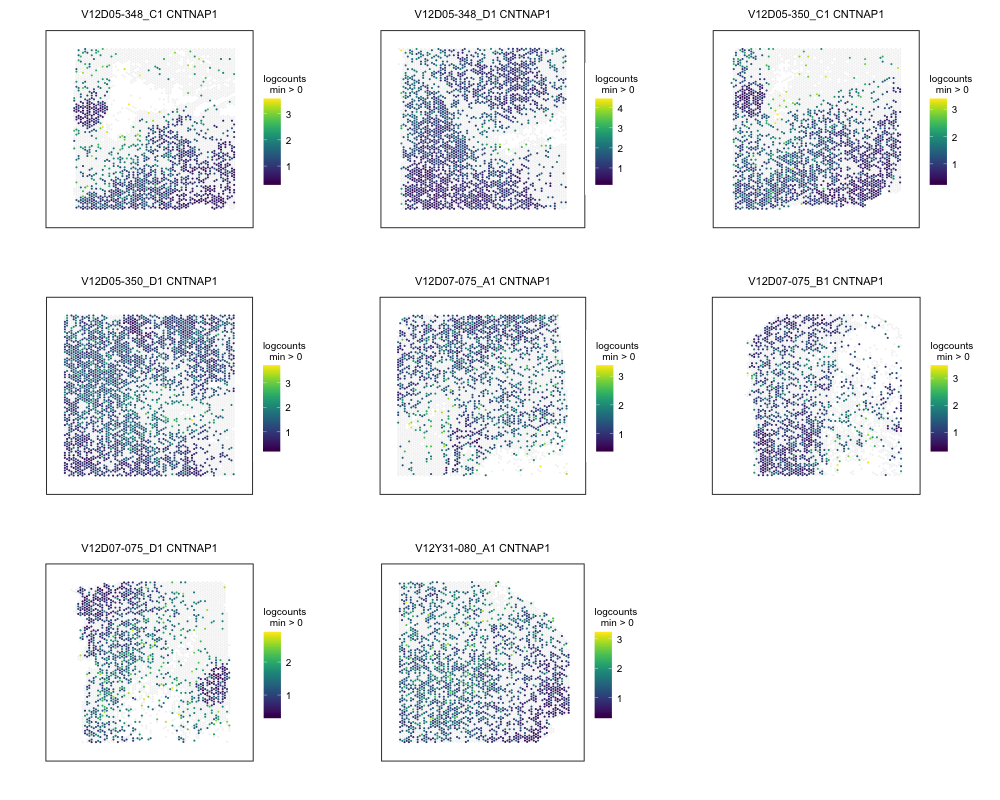 V12D05-348_C1 CNTNAP1
logcounts
min > 0
3
2
1
V12D05-348_D1 CNTNAP1
logcounts
min > 0
4
3
2
1
V12D05-350_C1 CNTNAP1
logcounts
min > 0
3
2
1
V12D05-350_D1 CNTNAP1
logcounts
min > 0
3
2
1
V12D07-075_A1 CNTNAP1
logcounts
min > 0
3
2
1
V12D07-075_B1 CNTNAP1
logcounts
min > 0
3
2
1
V12D07-075_D1 CNTNAP1
logcounts
min > 0
2
1
V12Y31-080_A1 CNTNAP1
logcounts
min > 0
3
2
1